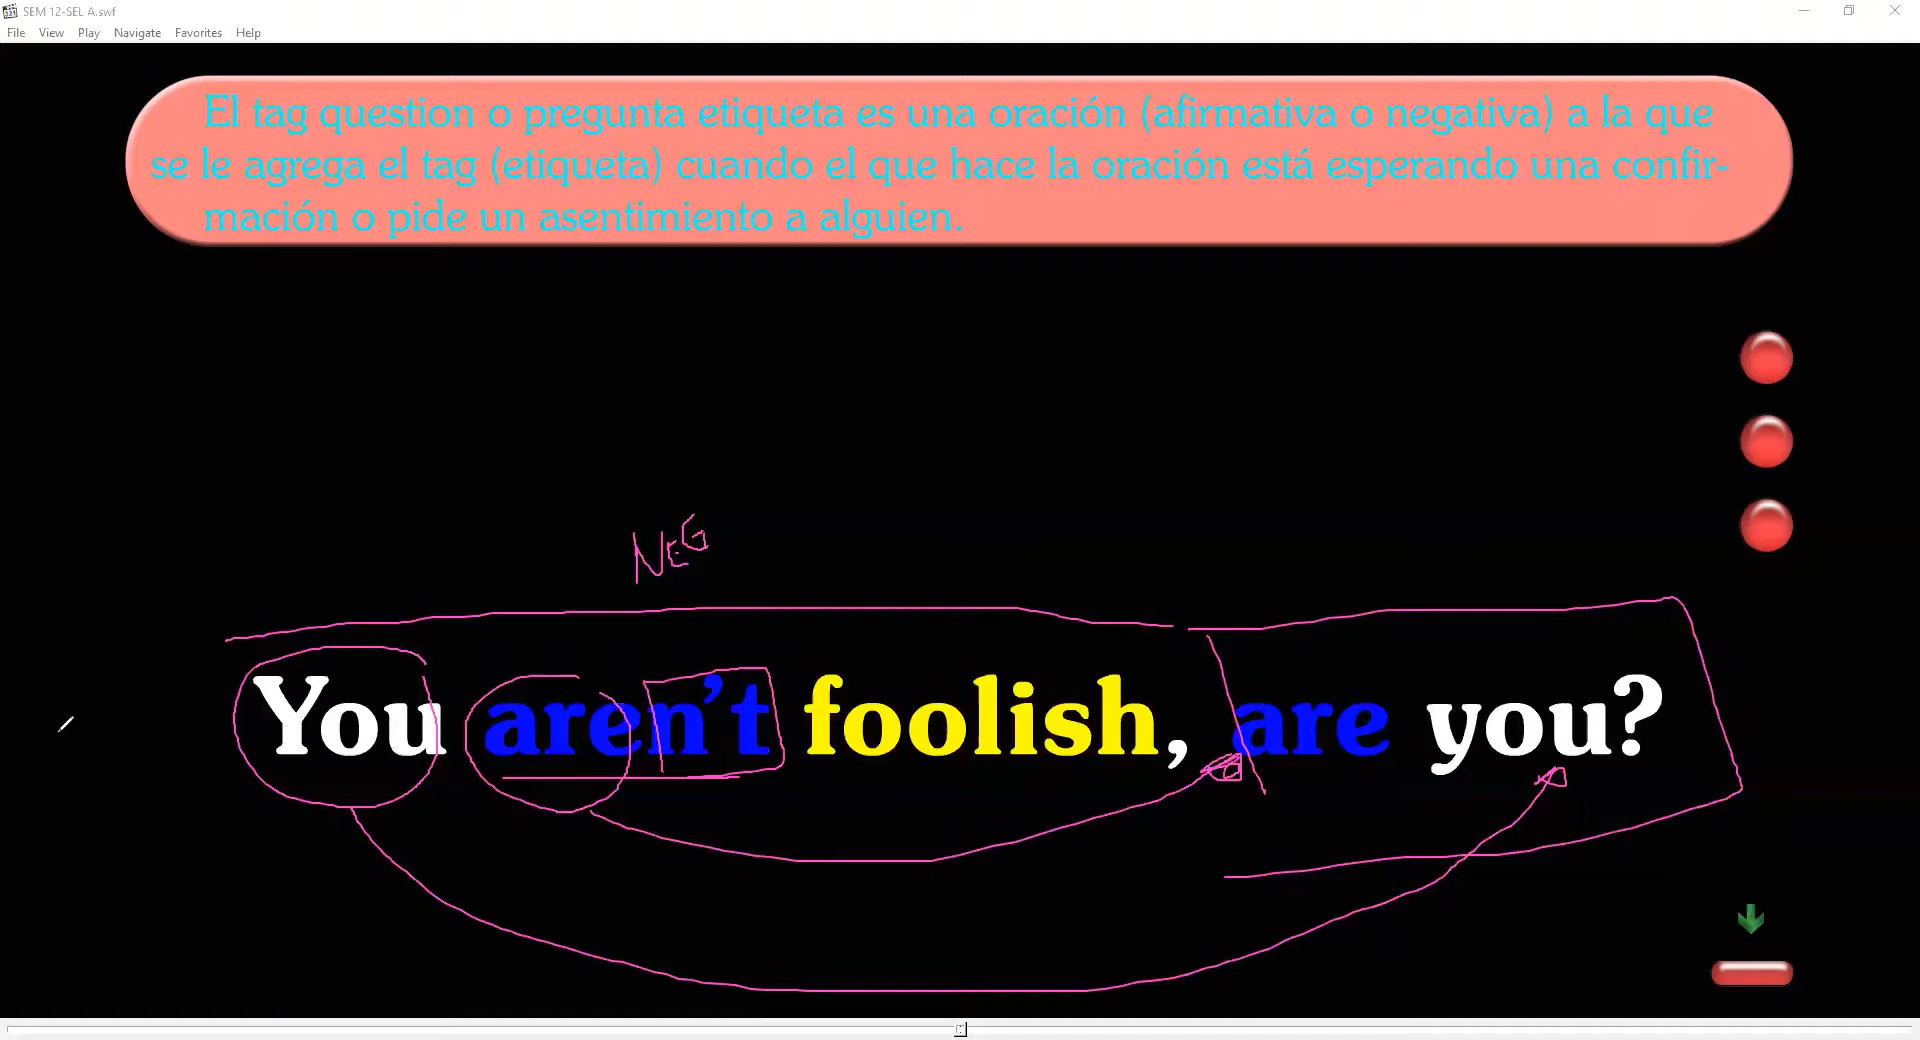 SEM 12-SEL A.swf
File View Play Navigate Favorites Help
El tag question o pregunta etiqueta es una oración (afirmativa o negativa) a la que
se le agrega el tag (etiqueta) cuando el que hace la oración está esperando una confir-
mación o pide un asentimiento a alguien.
NEG
You aren't foolish, are you?